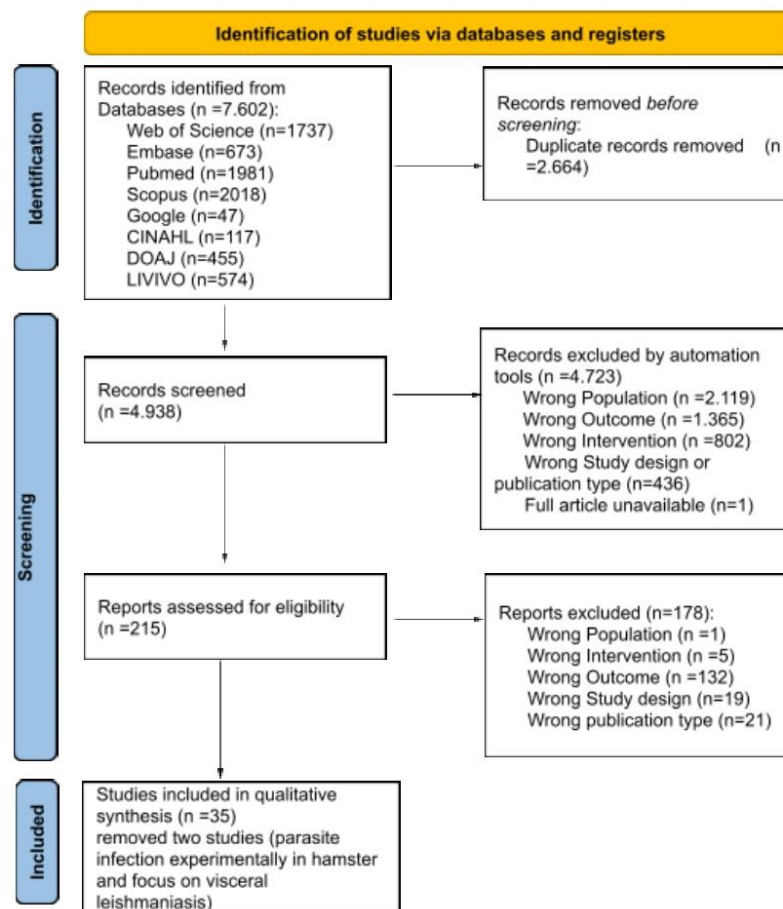 Identification of studies via databases and registers
Identification
Records identified from
Databases (n =7.602):
Web of Science (n=1737)
Embase (n=673)
Pubmed (n=1981)
Scopus (n=2018)
Google (n=47)
CINAHL (n=117)
DOAJ (n=455)
LIVIVO (n=574)
Records removed before
screening:
Duplicate records removed (n
=2.664)
Screening
Records screened
(n =4.938)
Records excluded by automation
tools (n =4.723)
Wrong Population (n =2.119)
Wrong Outcome (n =1.365)
Wrong Intervention (n =802)
Wrong Study design or
publication type (n=436)
Full article unavailable (n=1)
Reports assessed for eligibility
(n =215)
Reports excluded (n=178):
Wrong Population (n =1)
Wrong Intervention (n =5)
Wrong Outcome (n =132)
Wrong Study design (n=19)
Wrong publication type (n=21)
Included
Studies included in qualitative
synthesis (n =35)
removed two studies (parasite
infection experimentally in hamster
and focus on visceral
leishmaniasis)